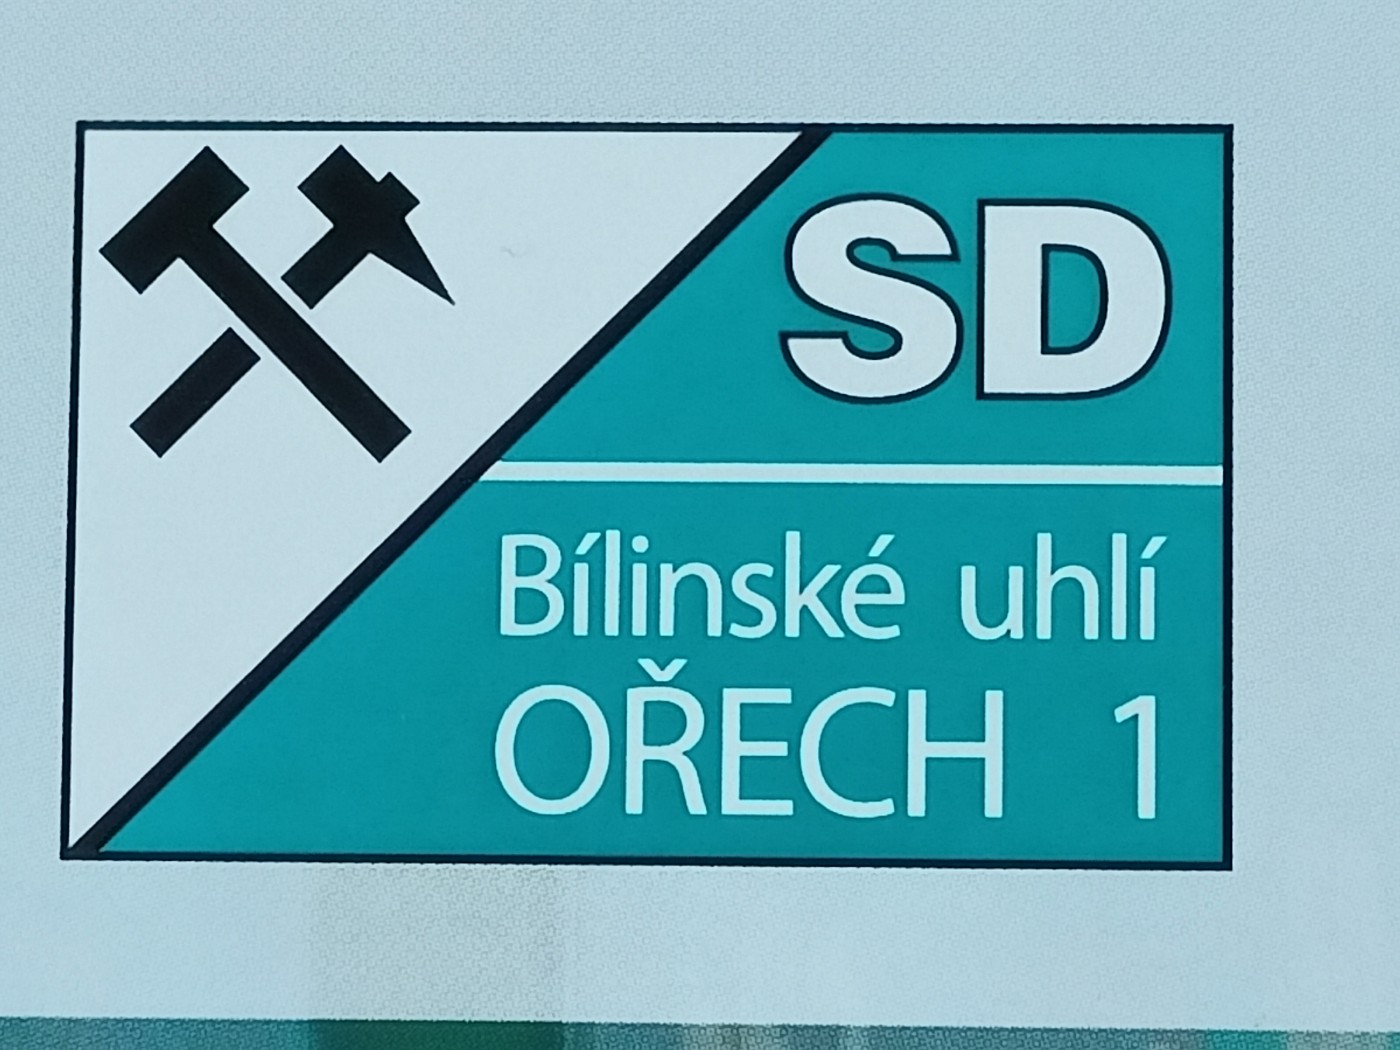 SD
Bílinské uhlí
OŘECH 1